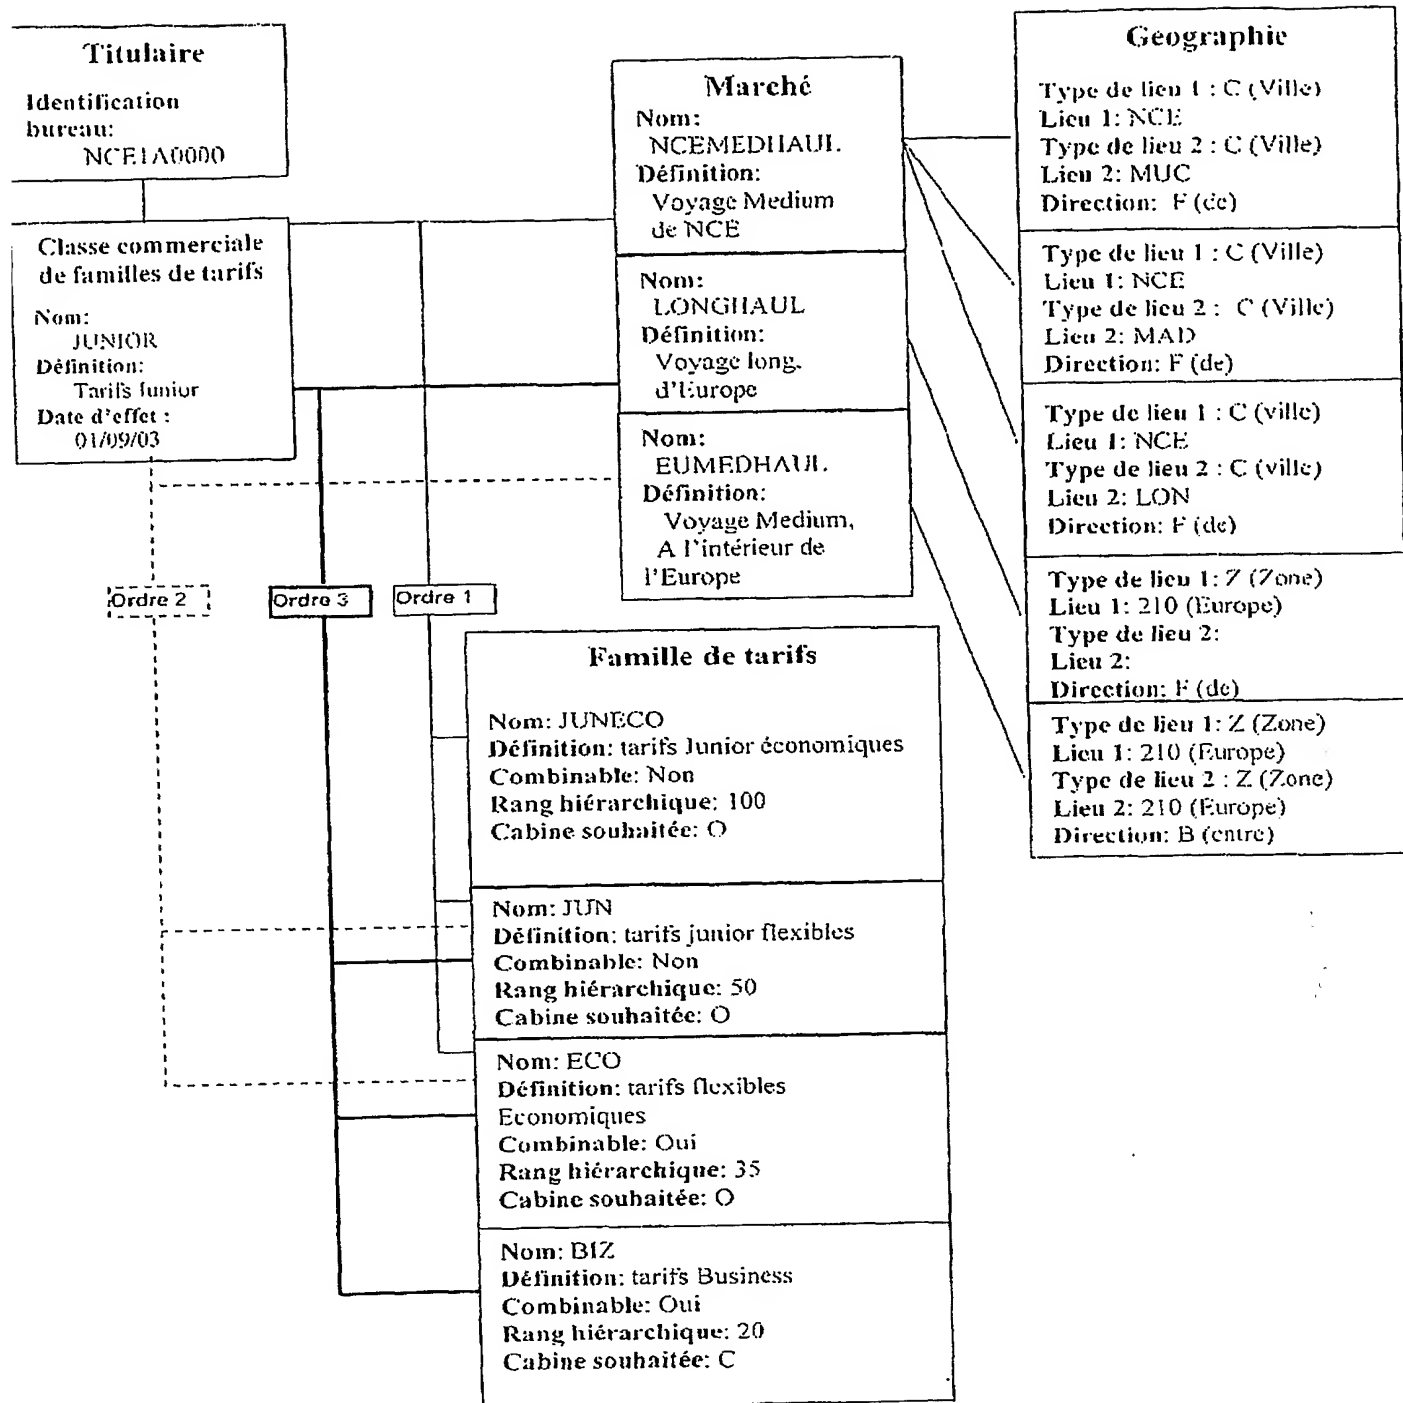 Titulaire
Identification
bureau:
NCE1A0000
Classe commerciale
de familles de tarifs
Nom:
JUNIOR
Définition:
Tarifs Junior
Date d'effet :
01/09/03
Marché
Nom:
NCEMEDHAUL
Définition:
Voyage Medium
de NCE
Nom:
LONGHAUL
Définition:
Voyage long.
d'Europe
Nom:
EUMEDHAUL
Définition:
Voyage Medium,
A l'intérieur de
l'Europe
Géographie
Type de lieu 1 : C (Ville)
Lieu 1: NCE
Type de lieu 2 : C (Ville)
Lieu 2: MUC
Direction: F (de)
Type de lieu 1 : C (Ville)
Lieu 1: NCE
Type de lieu 2 : C (Ville)
Lieu 2: MAD
Direction: F (de)
Type de lieu 1 : C (ville)
Lieu 1: NCE
Type de lieu 2 : C (ville)
Lieu 2: LON
Direction: F (de)
Type de lieu 1: Z (Zone)
Lieu 1: 210 (Europe)
Type de lieu 2:
Lieu 2:
Direction: F (de)
Type de lieu 1: Z (Zone)
Lieu 1: 210 (Europe)
Type de lieu 2 : Z (Zone)
Lieu 2: 210 (Europe)
Direction: B (entre)
Ordre 2
Ordre 3
Ordre 1
Famille de tarifs
Nom: JUNECO
Définition: tarifs Junior économiques
Combinable: Non
Rang hiérarchique: 100
Cabine souhaitée: O
Nom: JUN
Définition: tarifs junior flexibles
Combinable: Non
Rang hiérarchique: 50
Cabine souhaitée: O
Nom: ECO
Définition: tarifs flexibles
Economiques
Combinable: Oui
Rang hiérarchique: 35
Cabine souhaitée: O
Nom: BIZ
Définition: tarifs Business
Combinable: Oui
Rang hiérarchique: 20
Cabine souhaitée: C